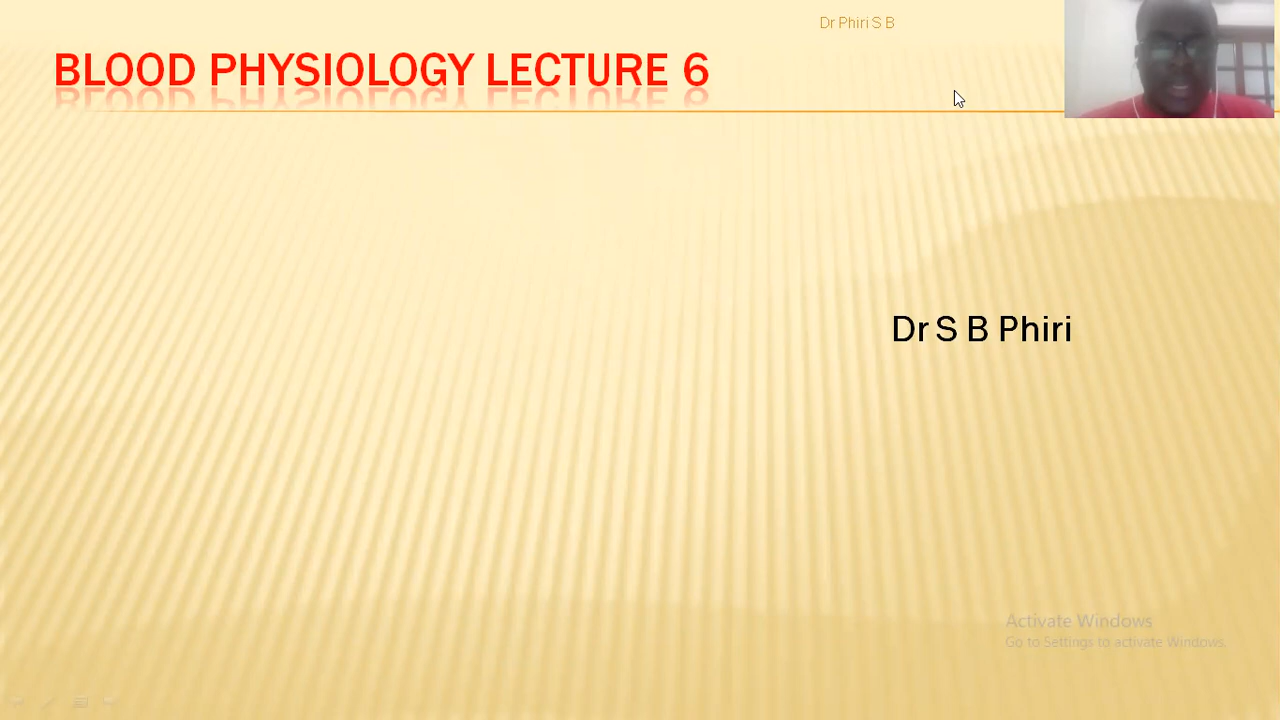 Dr Phiri S B
BLOOD PHYSIOLOGY LECTURE 6
Dr S B Phiri
Activate Windows
Go to Settings to activate Windows.